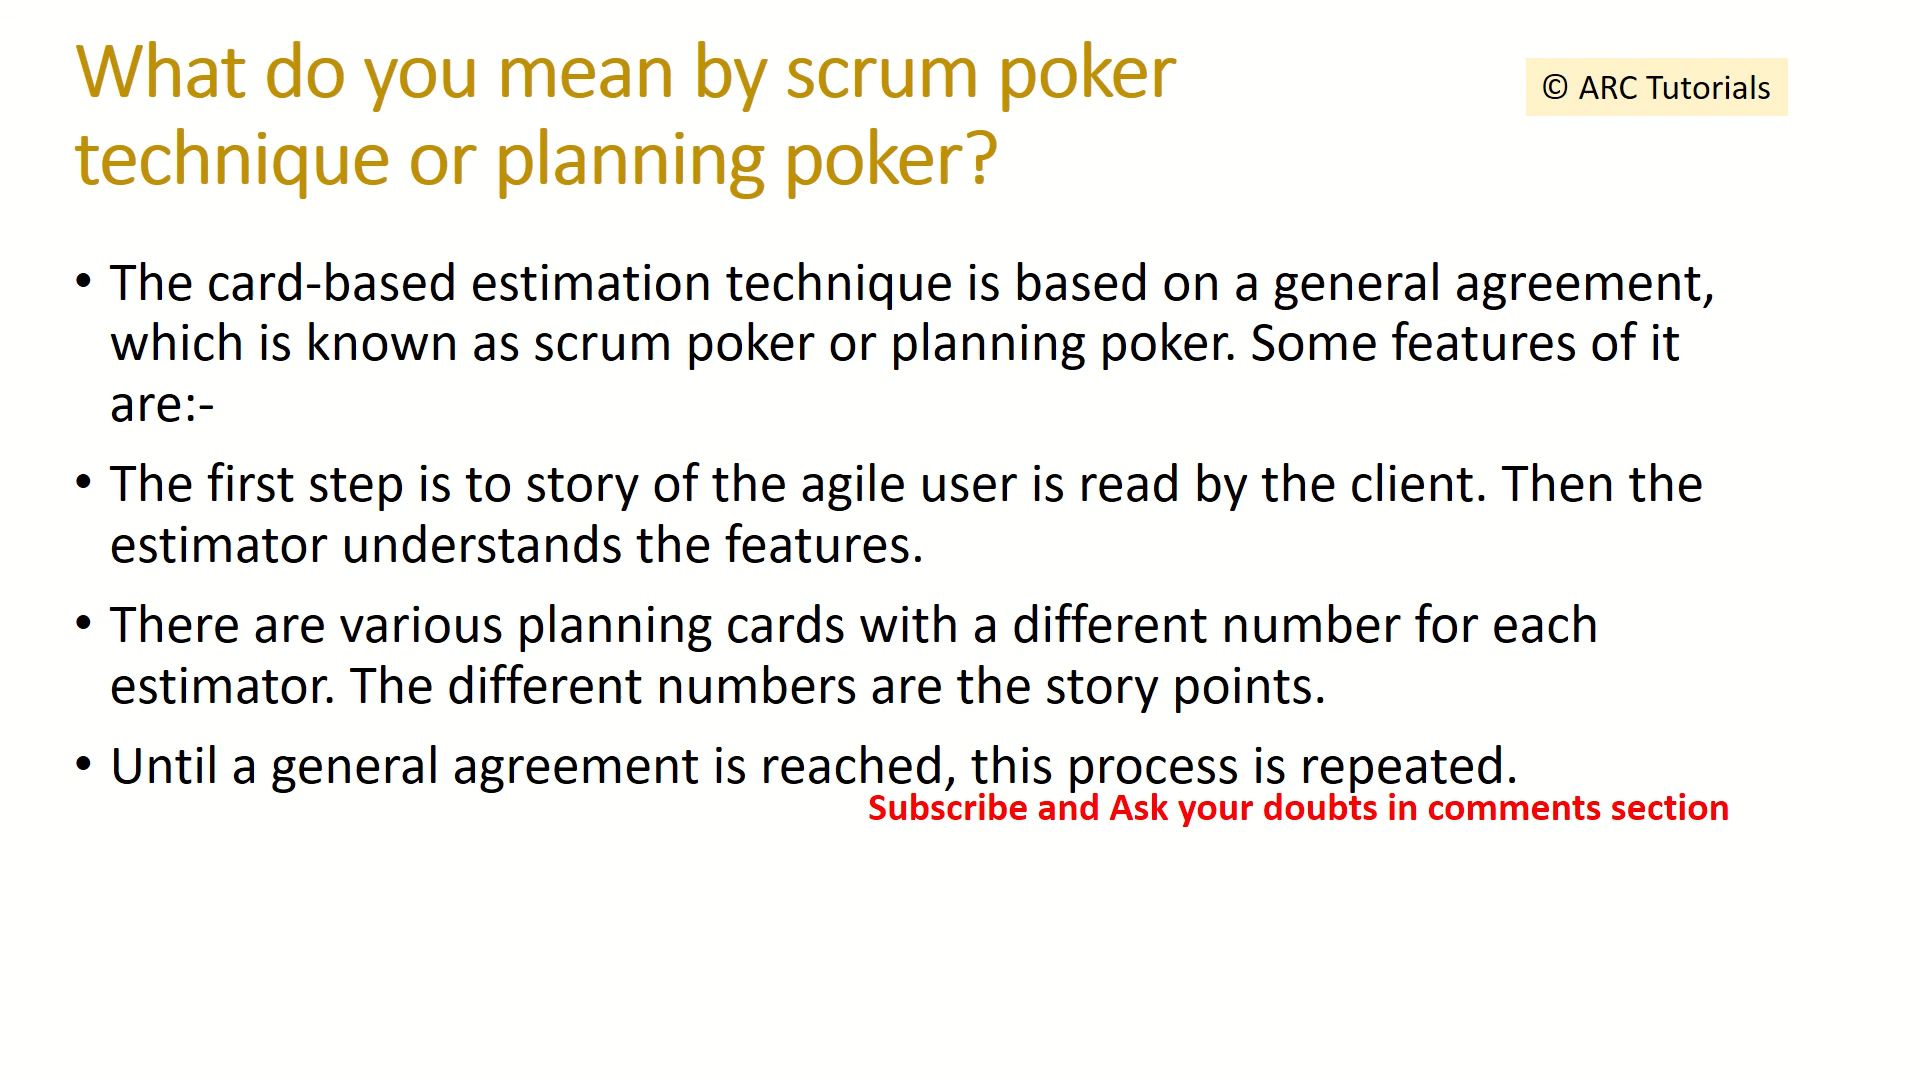 What do you mean by scrum poker
technique or planning poker?
© ARC Tutorials
• The card-based estimation technique is based on a general agreement,
which is known as scrum poker or planning poker. Some features of it
are:-
• The first step is to story of the agile user is read by the client. Then the
estimator understands the features.
• There are various planning cards with a different number for each
estimator. The different numbers are the story points.
• Until a general agreement is reached, this process is repeated.
Subscribe and Ask your doubts in comments section